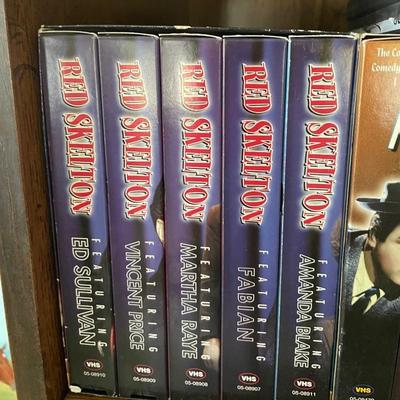 RED SKELTON
FEATURING
ED SULLIVAN
VHS
05-08910
RED SKELTON
FEATURING
VINCENT PRICE
VHS
05-08909
RED SKELTON
FEATURING
MARTHA RAYE
VHS
05-08908
RED SKELTON
FEATURING
FABIAN
VHS
05-08907
RED SKELTON
FEATURING
AMANDA BLAKE
VHS
05-08911
The Co
Comedy
VHS